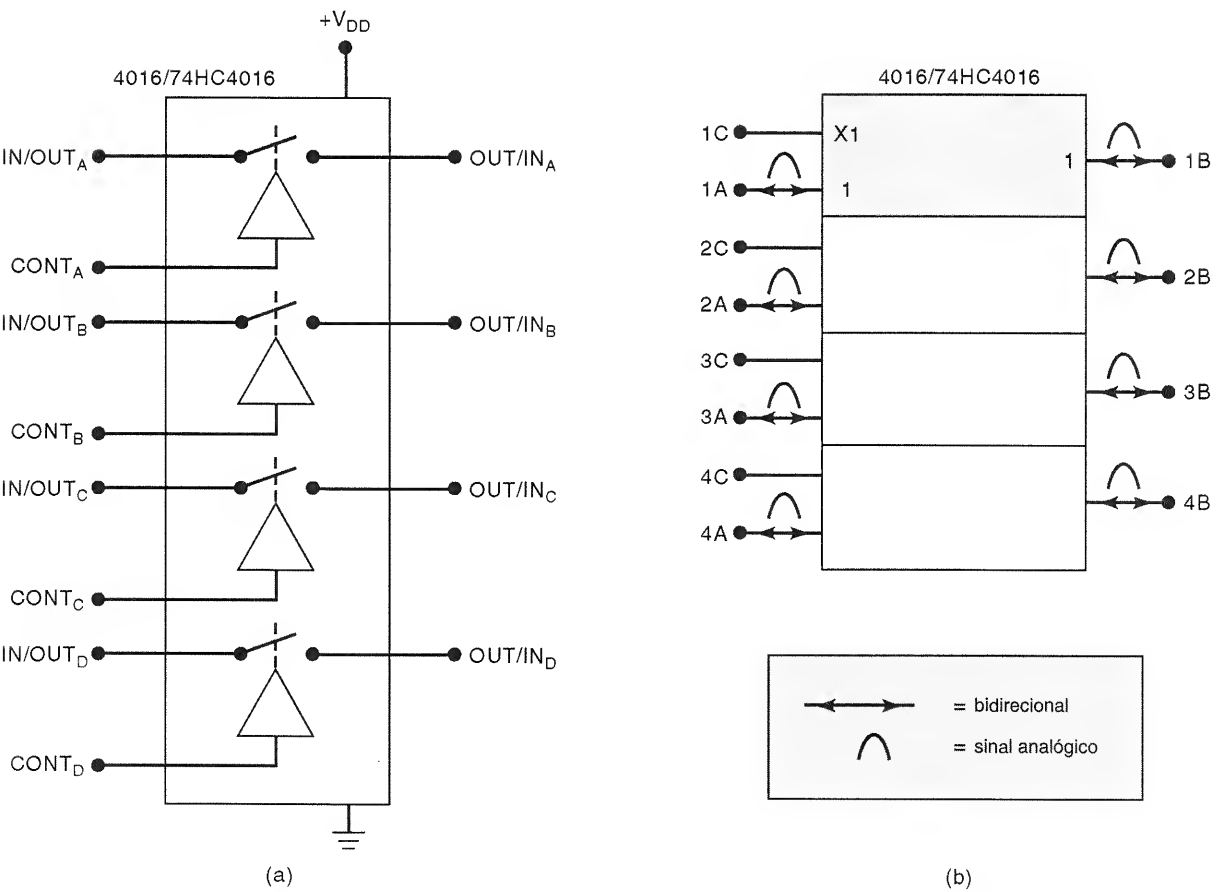 +V_DD
4016/74HC4016
IN/OUT_A
OUT/IN_A
CONT_A
IN/OUT_B
OUT/IN_B
CONT_B
IN/OUT_C
OUT/IN_C
CONT_C
IN/OUT_D
OUT/IN_D
CONT_D
(a)
4016/74HC4016
1C
X1
1
1B
1A
1
2C
2B
2A
3C
3B
3A
4C
4B
4A
= bidirecional
= sinal analógico
(b)